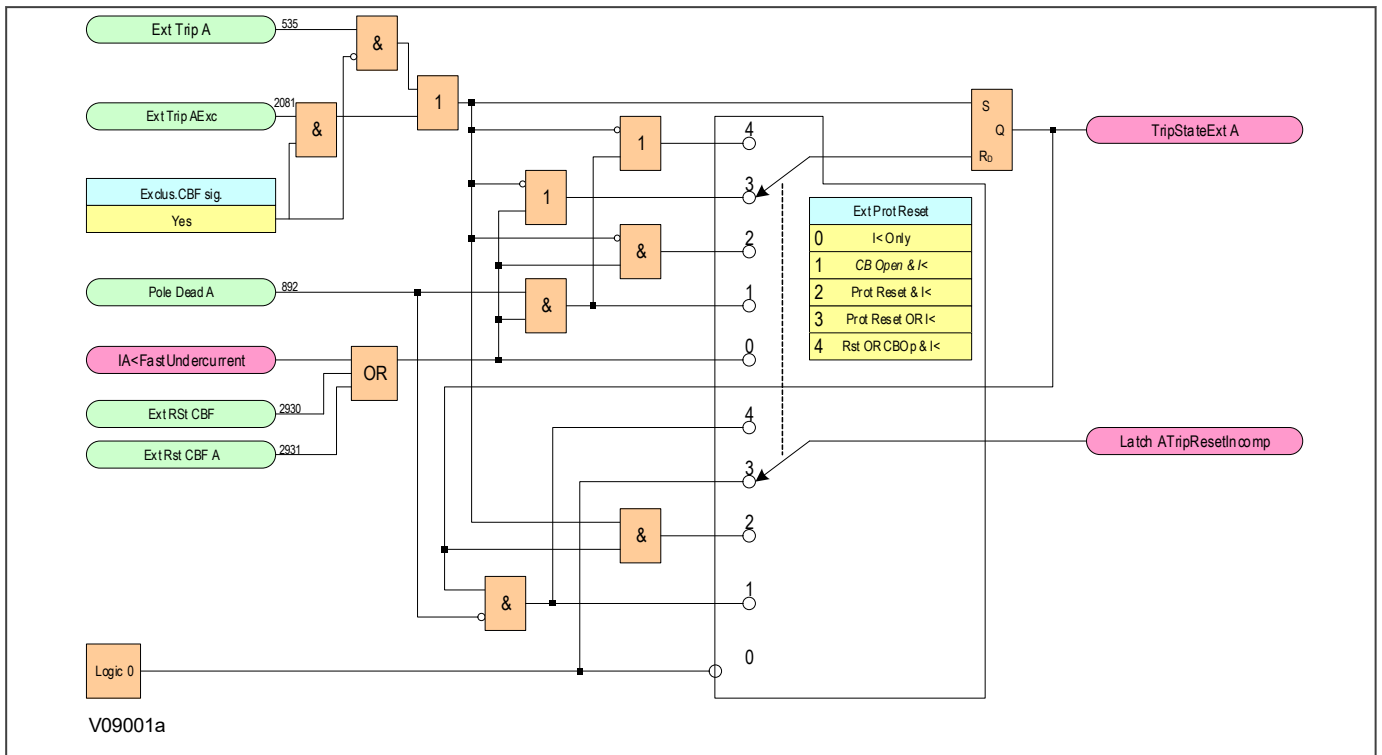 Ext Trip A
535
&
Ext Trip AExc
2081
&
1
Exclus.CBF sig.
Yes
Pole Dead A
892
IA<FastUndercurrent
Ext RSt CBF
2930
Ext Rst CBF A
2931
OR
1
1
&
&
4
3
2
1
0
S
Q
RD
TripStateExt A
Ext Prot Reset
0 I< Only
1 CB Open & I<
2 Prot Reset & I<
3 Prot Reset OR I<
4 Rst OR CBOp & I<
4
3
2
1
0
Latch ATripResetIncomp
&
&
Logic 0
V09001a